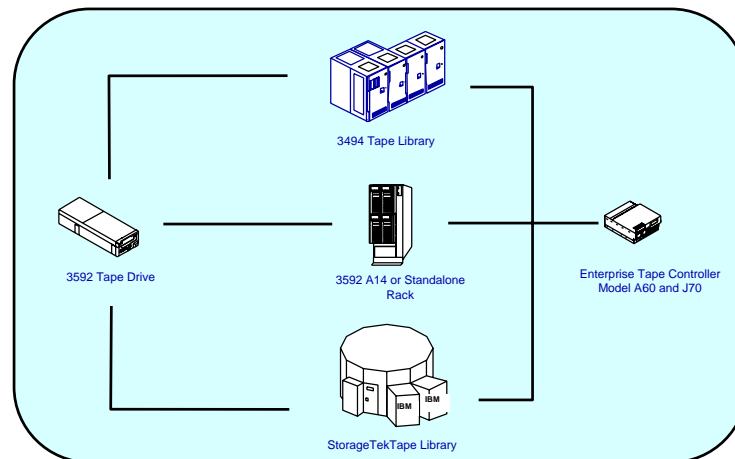 3494 Tape Library
3592 Tape Drive
3592 A14 or Standalone
Rack
Enterprise Tape Controller
Model A60 and J70
IBM
IBM
StorageTekTape Library